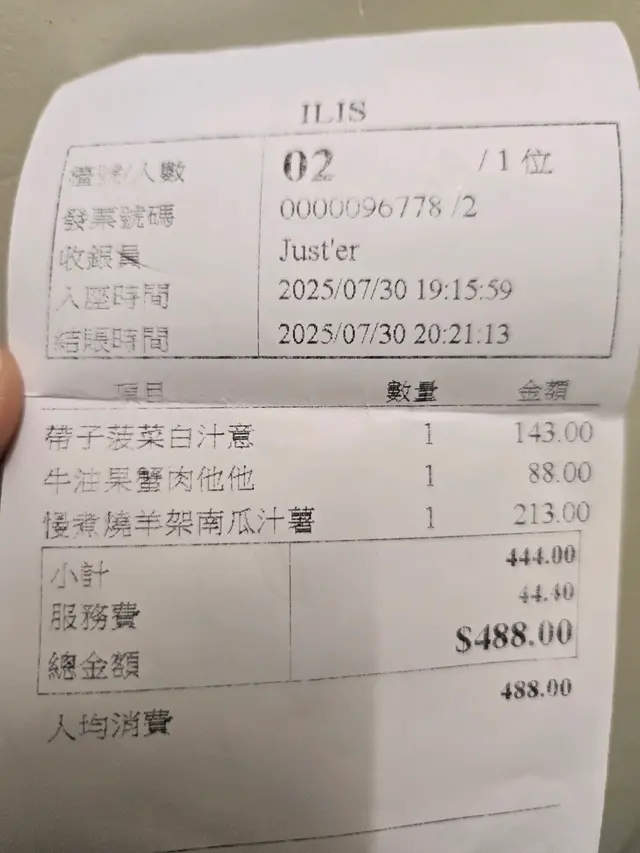 ILIS
檯號/人數 02 /1 位
發票號碼 0000096778 /2
收銀員 Just'er
入座時間 2025/07/30 19:15:59
結賬時間 2025/07/30 20:21:13
項目 數量 金額
帶子菠菜白汁意 1 143.00
牛油果蟹肉他他 1 88.00
慢煮燒羊架南瓜汁薯 1 213.00
小計 444.00
服務費 44.40
總金額 $488.00
人均消費 488.00